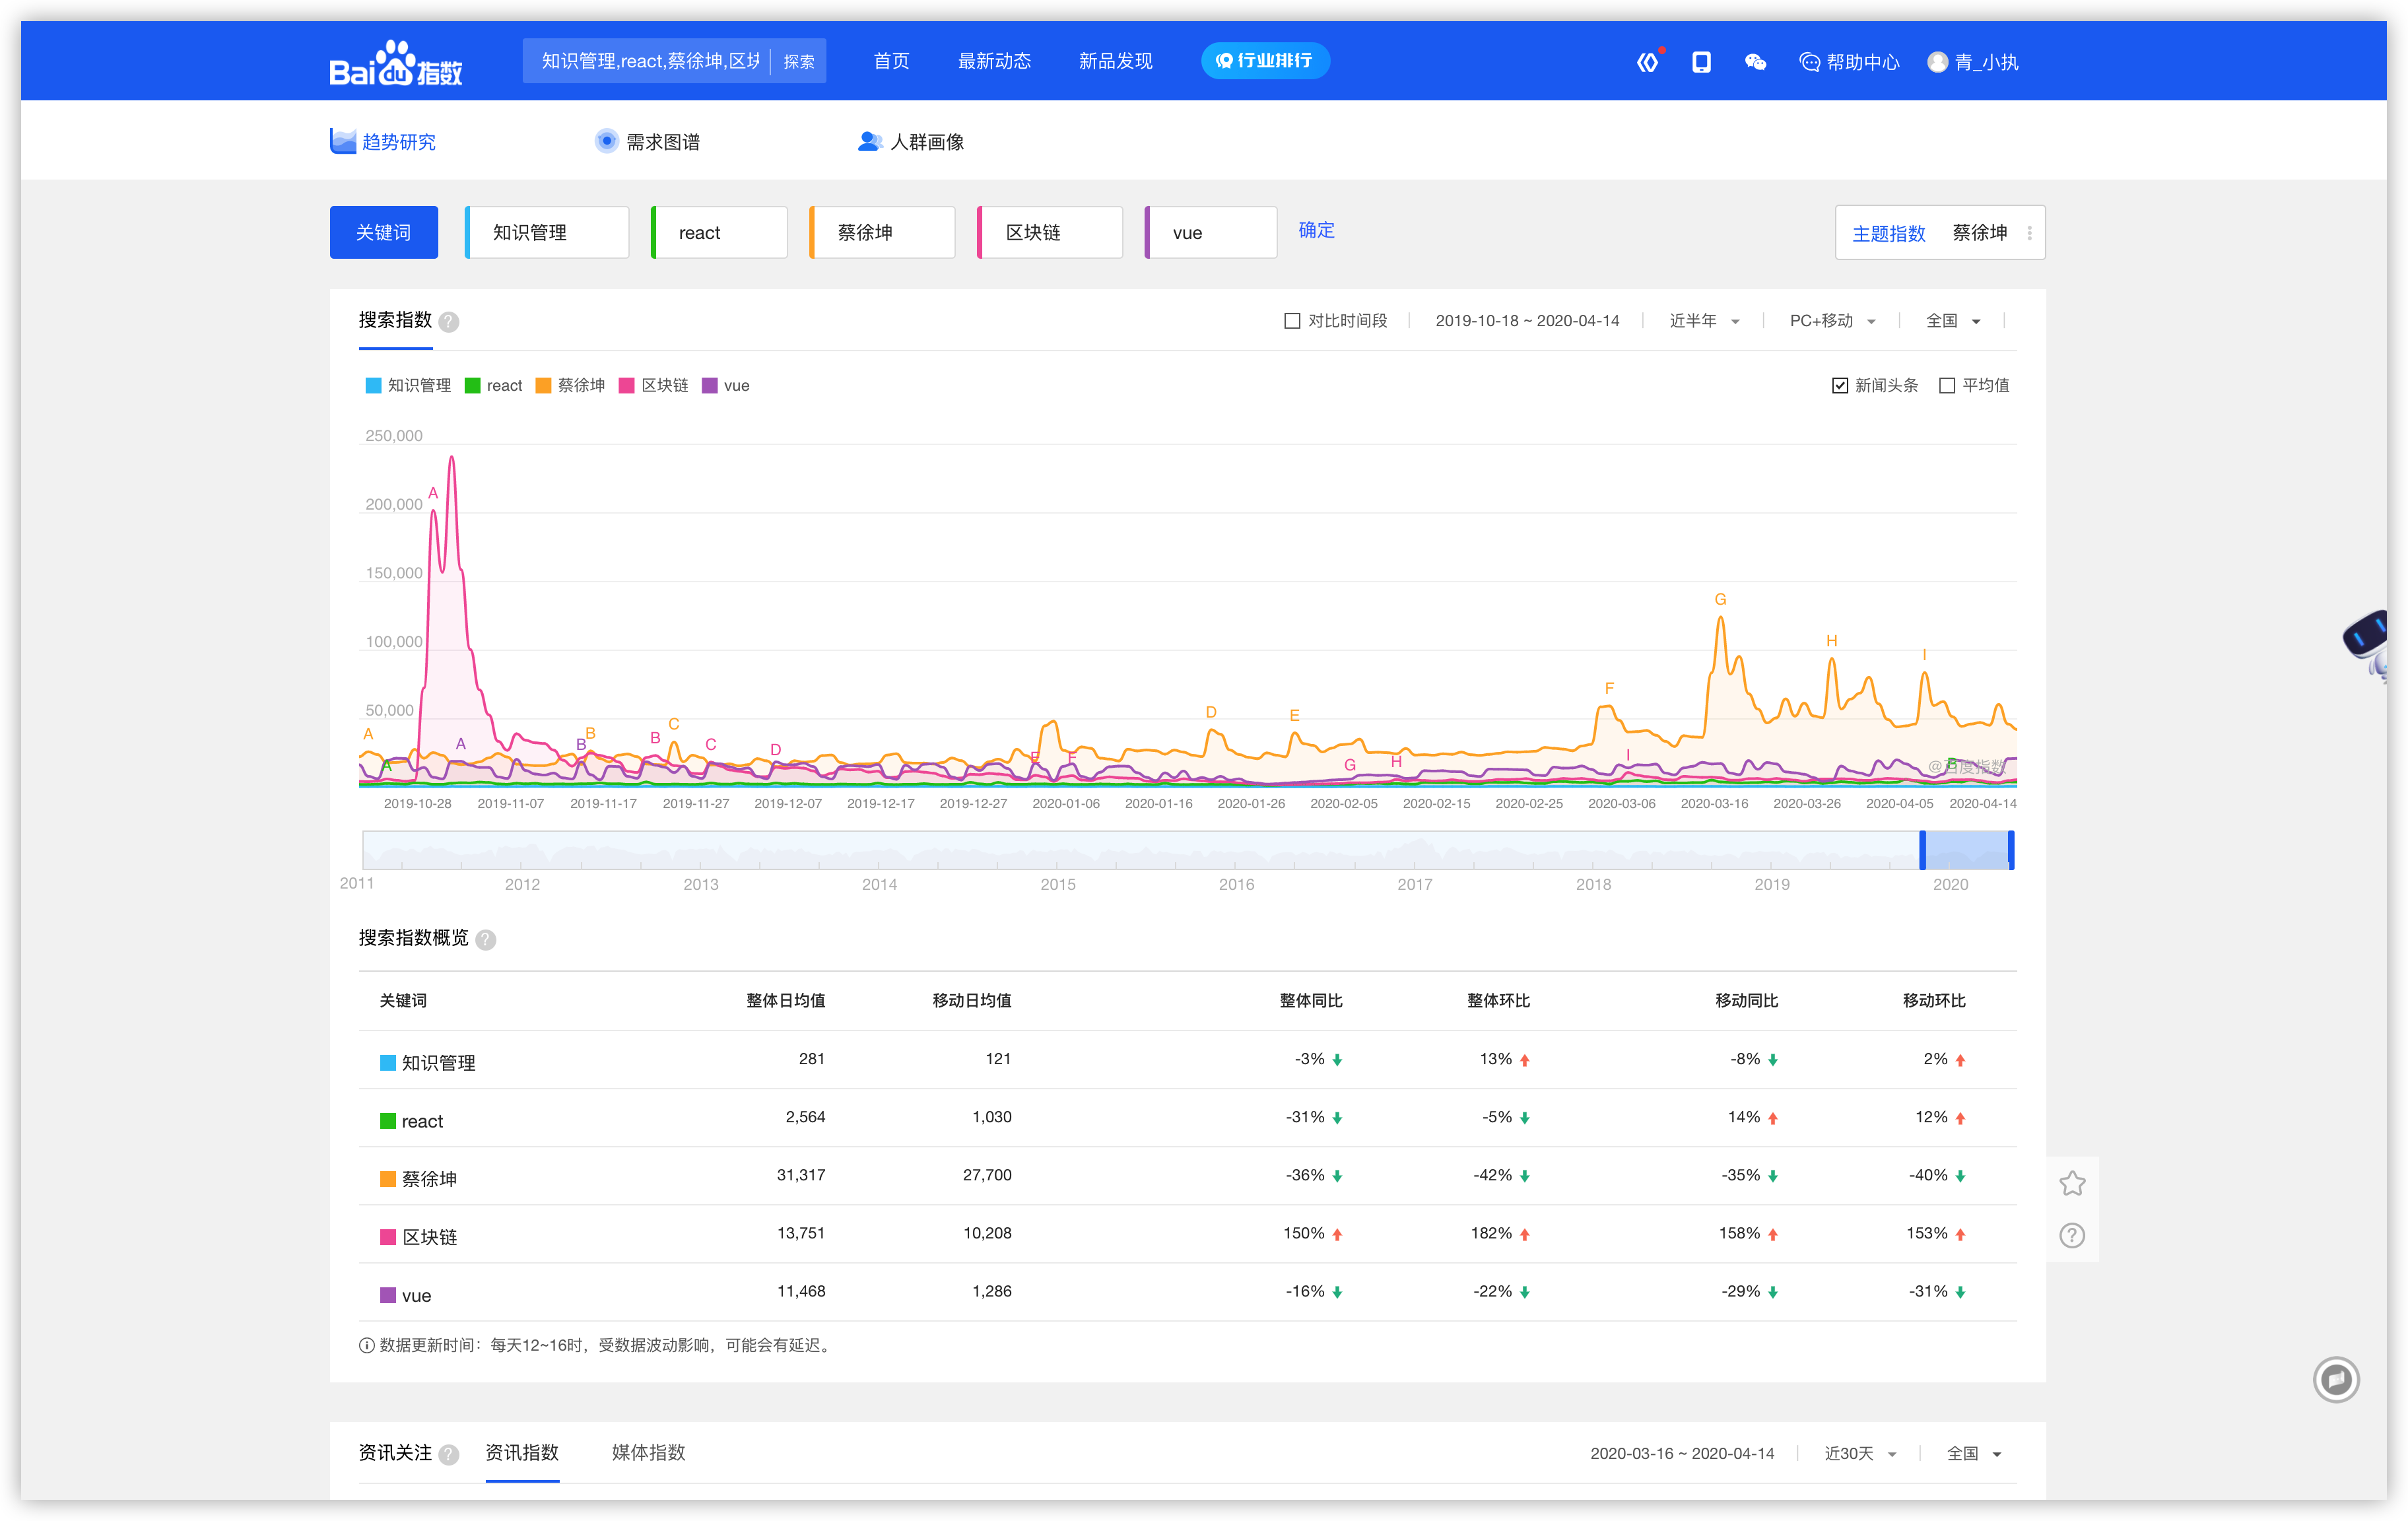 Bai du 指数 知识管理,react,蔡徐坤,区块 探索 首页 最新动态 新品发现 行业排行 帮助中心 青_小执
趋势研究 需求图谱 人群画像
关键词 知识管理 react 蔡徐坤 区块链 vue 确定 主题指数 蔡徐坤
搜索指数 ? 对比时间段 2019-10-18 ~ 2020-04-14 近半年 PC+移动 全国
知识管理 react 蔡徐坤 区块链 vue 新闻头条 平均值
250,000
A
200,000
150,000
G
100,000
H
I
F
50,000
D
E
C
A
B
A
B
B
C
D
I
E
F
G
H
A
B
@百度指数
2019-10-28 2019-11-07 2019-11-17 2019-11-27 2019-12-07 2019-12-17 2019-12-27 2020-01-06 2020-01-16 2020-01-26 2020-02-05 2020-02-15 2020-02-25 2020-03-06 2020-03-16 2020-03-26 2020-04-05 2020-04-14
2011 2012 2013 2014 2015 2016 2017 2018 2019 2020
搜索指数概览 ?
关键词 整体日均值 移动日均值 整体同比 整体环比 移动同比 移动环比
知识管理 281 121 -3% 13% -8% 2%
react 2,564 1,030 -31% -5% 14% 12%
蔡徐坤 31,317 27,700 -36% -42% -35% -40%
区块链 13,751 10,208 150% 182% 158% 153%
vue 11,468 1,286 -16% -22% -29% -31%
数据更新时间：每天12~16时，受数据波动影响，可能会有延迟。
资讯关注 ? 资讯指数 媒体指数 2020-03-16 ~ 2020-04-14 近30天 全国